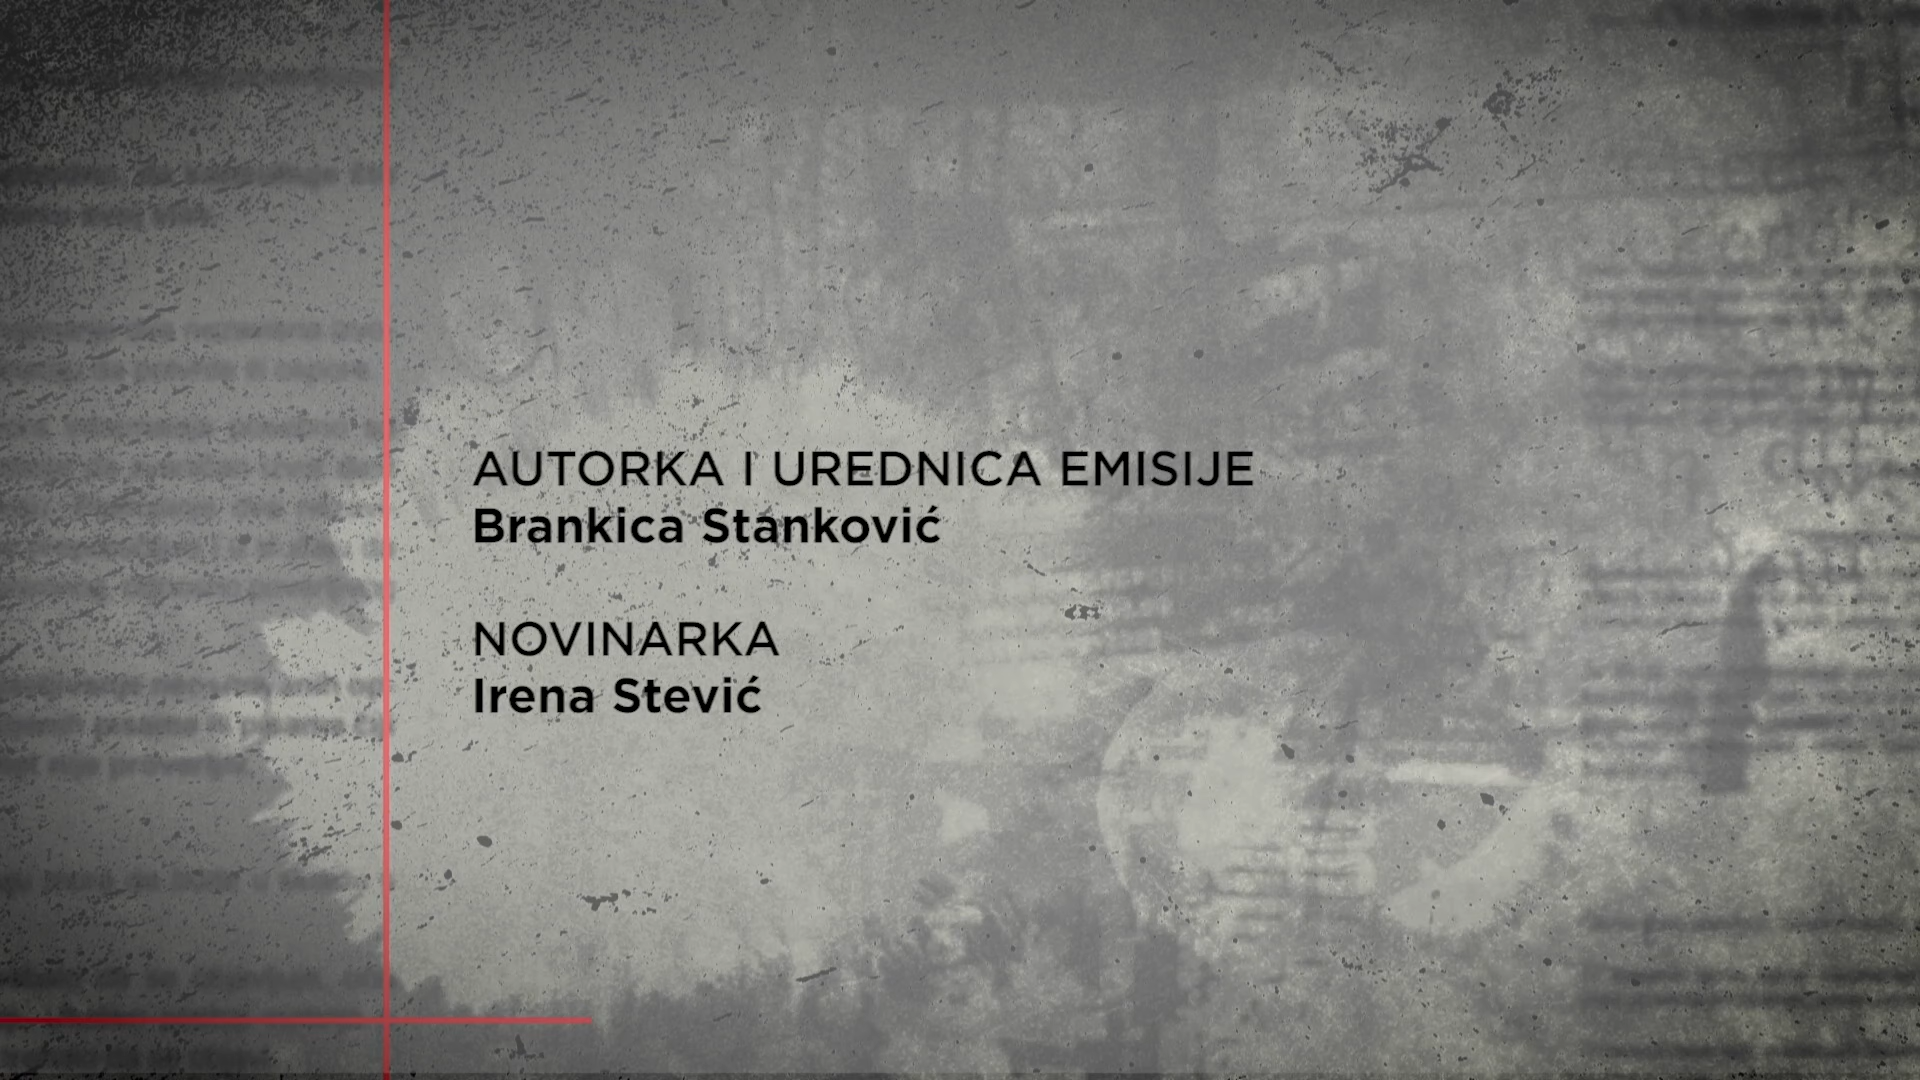 AUTORKA I UREDNICA EMISIJE
Brankica Stanković
NOVINARKA
Irena Stević